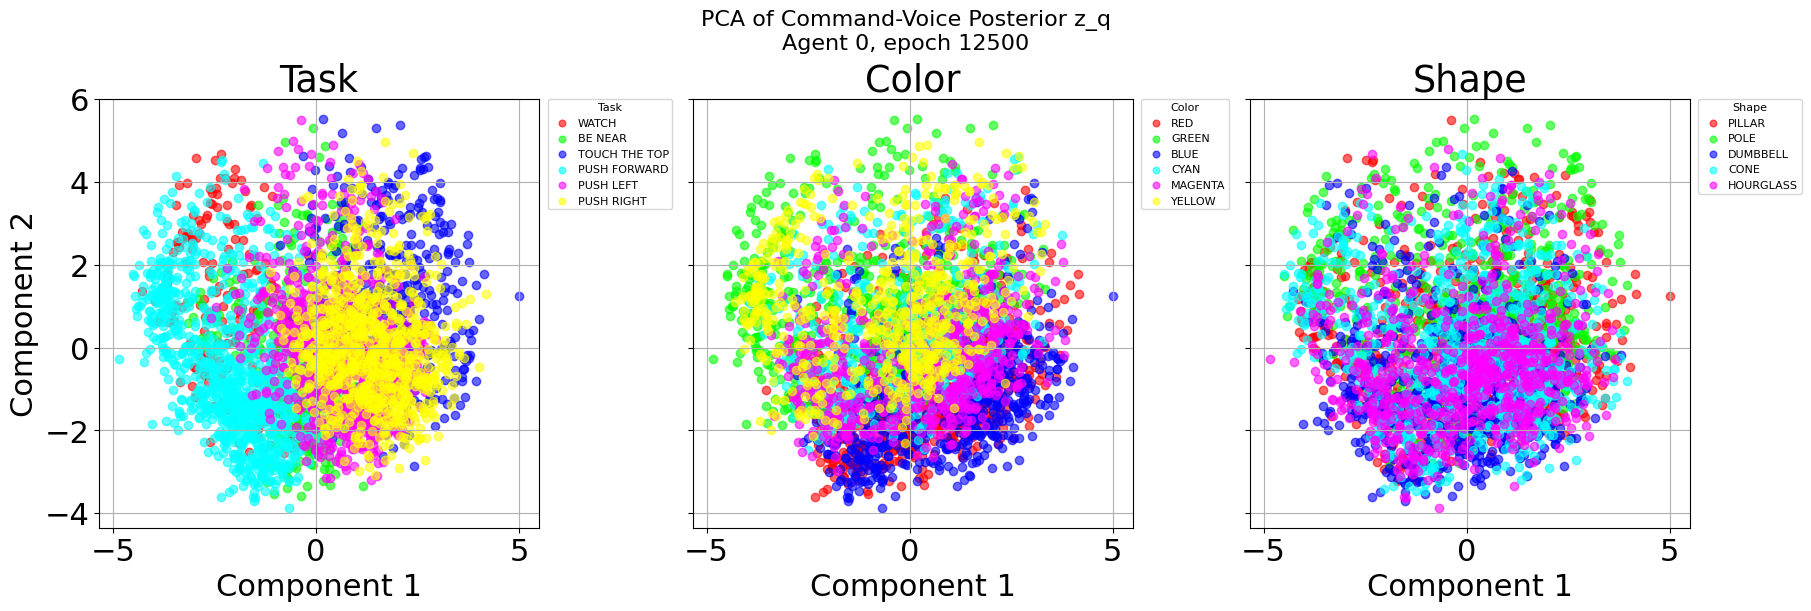 PCA of Command-Voice Posterior z_q
Agent 0, epoch 12500
Task
Component 2
6
4
2
0
−2
−4
−5
0
5
Component 1
Task
WATCH
BE NEAR
TOUCH THE TOP
PUSH FORWARD
PUSH LEFT
PUSH RIGHT
Color
−5
0
5
Component 1
Color
RED
GREEN
BLUE
CYAN
MAGENTA
YELLOW
Shape
−5
0
5
Component 1
Shape
PILLAR
POLE
DUMBBELL
CONE
HOURGLASS